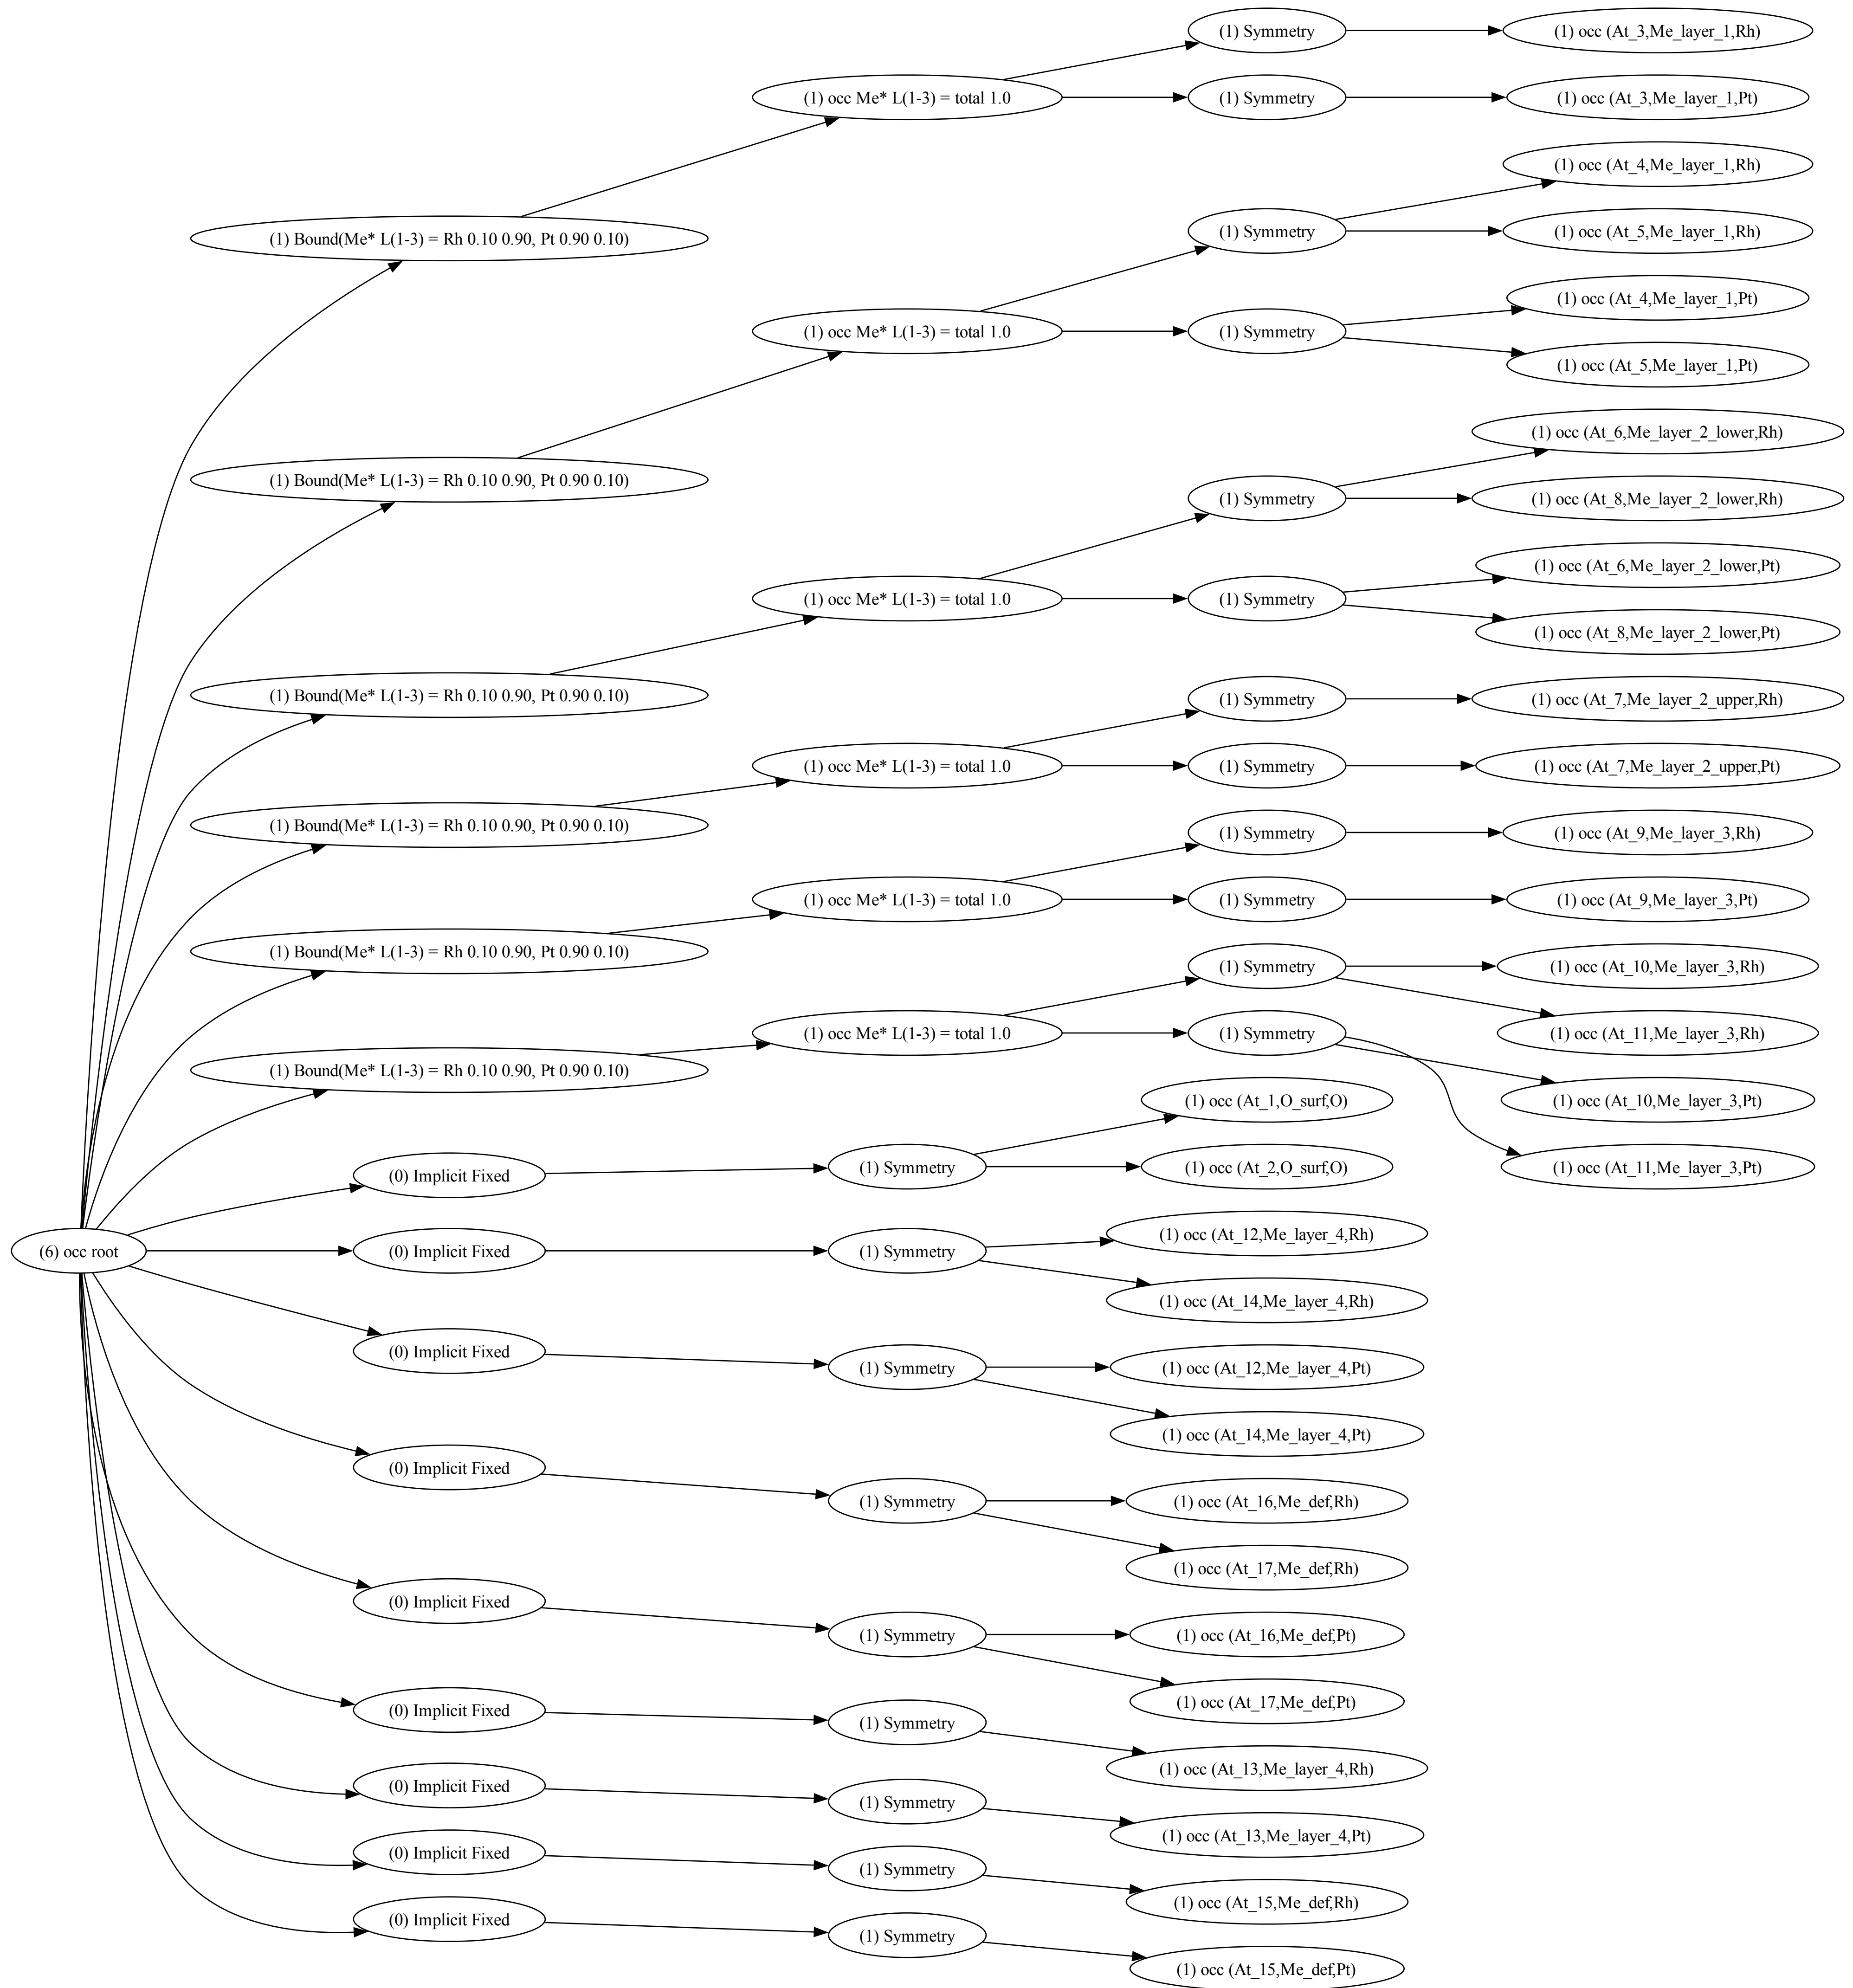 (1) Symmetry
(1) occ (At_3,Me_layer_1,Rh)
(1) occ Me* L(1-3) = total 1.0
(1) Symmetry
(1) occ (At_3,Me_layer_1,Pt)
(1) occ (At_4,Me_layer_1,Rh)
(1) Symmetry
(1) occ (At_5,Me_layer_1,Rh)
(1) Bound(Me* L(1-3) = Rh 0.10 0.90, Pt 0.90 0.10)
(1) occ (At_4,Me_layer_1,Pt)
(1) occ Me* L(1-3) = total 1.0
(1) Symmetry
(1) occ (At_5,Me_layer_1,Pt)
(1) occ (At_6,Me_layer_2_lower,Rh)
(1) Bound(Me* L(1-3) = Rh 0.10 0.90, Pt 0.90 0.10)
(1) Symmetry
(1) occ (At_8,Me_layer_2_lower,Rh)
(1) occ (At_6,Me_layer_2_lower,Pt)
(1) occ Me* L(1-3) = total 1.0
(1) Symmetry
(1) occ (At_8,Me_layer_2_lower,Pt)
(1) Bound(Me* L(1-3) = Rh 0.10 0.90, Pt 0.90 0.10)
(1) Symmetry
(1) occ (At_7,Me_layer_2_upper,Rh)
(1) occ Me* L(1-3) = total 1.0
(1) Symmetry
(1) occ (At_7,Me_layer_2_upper,Pt)
(1) Bound(Me* L(1-3) = Rh 0.10 0.90, Pt 0.90 0.10)
(1) Symmetry
(1) occ (At_9,Me_layer_3,Rh)
(1) occ Me* L(1-3) = total 1.0
(1) Symmetry
(1) occ (At_9,Me_layer_3,Pt)
(1) Bound(Me* L(1-3) = Rh 0.10 0.90, Pt 0.90 0.10)
(1) Symmetry
(1) occ (At_10,Me_layer_3,Rh)
(1) occ Me* L(1-3) = total 1.0
(1) Symmetry
(1) occ (At_11,Me_layer_3,Rh)
(1) Bound(Me* L(1-3) = Rh 0.10 0.90, Pt 0.90 0.10)
(1) occ (At_1,O_surf,O)
(1) occ (At_10,Me_layer_3,Pt)
(0) Implicit Fixed
(1) Symmetry
(1) occ (At_2,O_surf,O)
(1) occ (At_11,Me_layer_3,Pt)
(1) occ (At_12,Me_layer_4,Rh)
(6) occ root
(0) Implicit Fixed
(1) Symmetry
(1) occ (At_14,Me_layer_4,Rh)
(0) Implicit Fixed
(1) Symmetry
(1) occ (At_12,Me_layer_4,Pt)
(1) occ (At_14,Me_layer_4,Pt)
(0) Implicit Fixed
(1) Symmetry
(1) occ (At_16,Me_def,Rh)
(1) occ (At_17,Me_def,Rh)
(0) Implicit Fixed
(1) Symmetry
(1) occ (At_16,Me_def,Pt)
(1) occ (At_17,Me_def,Pt)
(0) Implicit Fixed
(1) Symmetry
(1) occ (At_13,Me_layer_4,Rh)
(0) Implicit Fixed
(1) Symmetry
(1) occ (At_13,Me_layer_4,Pt)
(0) Implicit Fixed
(1) Symmetry
(1) occ (At_15,Me_def,Rh)
(0) Implicit Fixed
(1) Symmetry
(1) occ (At_15,Me_def,Pt)